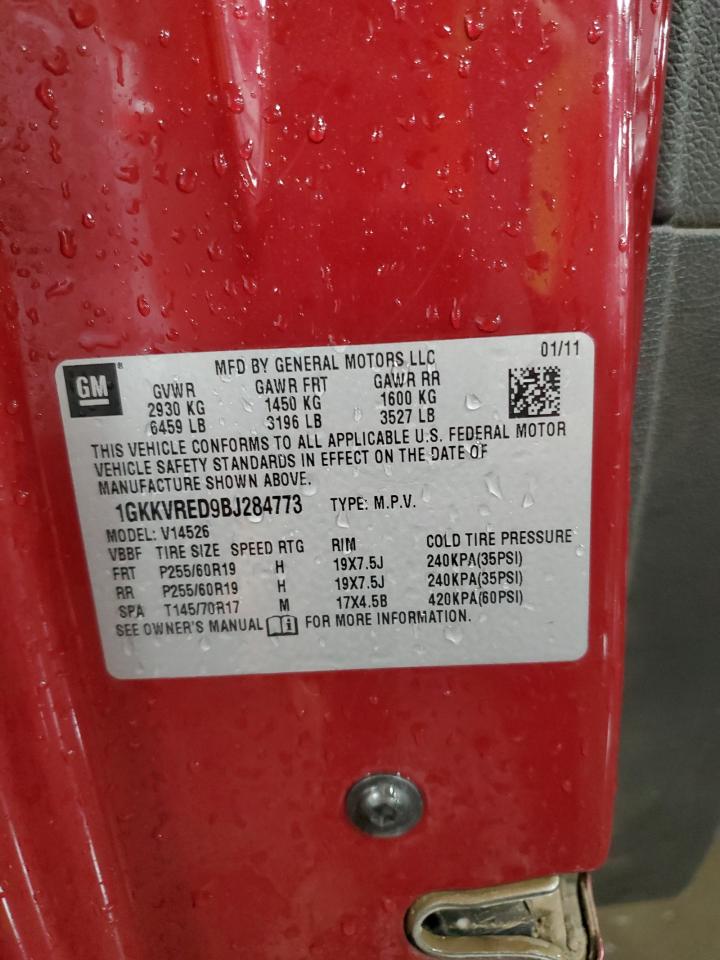 GM ®
MFD BY GENERAL MOTORS LLC 01/11
GVWR GAWR FRT GAWR RR
2930 KG 1450 KG 1600 KG
6459 LB 3196 LB 3527 LB
THIS VEHICLE CONFORMS TO ALL APPLICABLE U.S. FEDERAL MOTOR
VEHICLE SAFETY STANDARDS IN EFFECT ON THE DATE OF
MANUFACTURE SHOWN ABOVE.
1GKKVRED9BJ284773 TYPE: M.P.V.
MODEL: V14526
VBBF TIRE SIZE SPEED RTG RIM COLD TIRE PRESSURE
FRT P255/60R19 H 19X7.5J 240KPA(35PSI)
RR P255/60R19 H 19X7.5J 240KPA(35PSI)
SPA T145/70R17 M 17X4.5B 420KPA(60PSI)
SEE OWNER'S MANUAL FOR MORE INFORMATION.